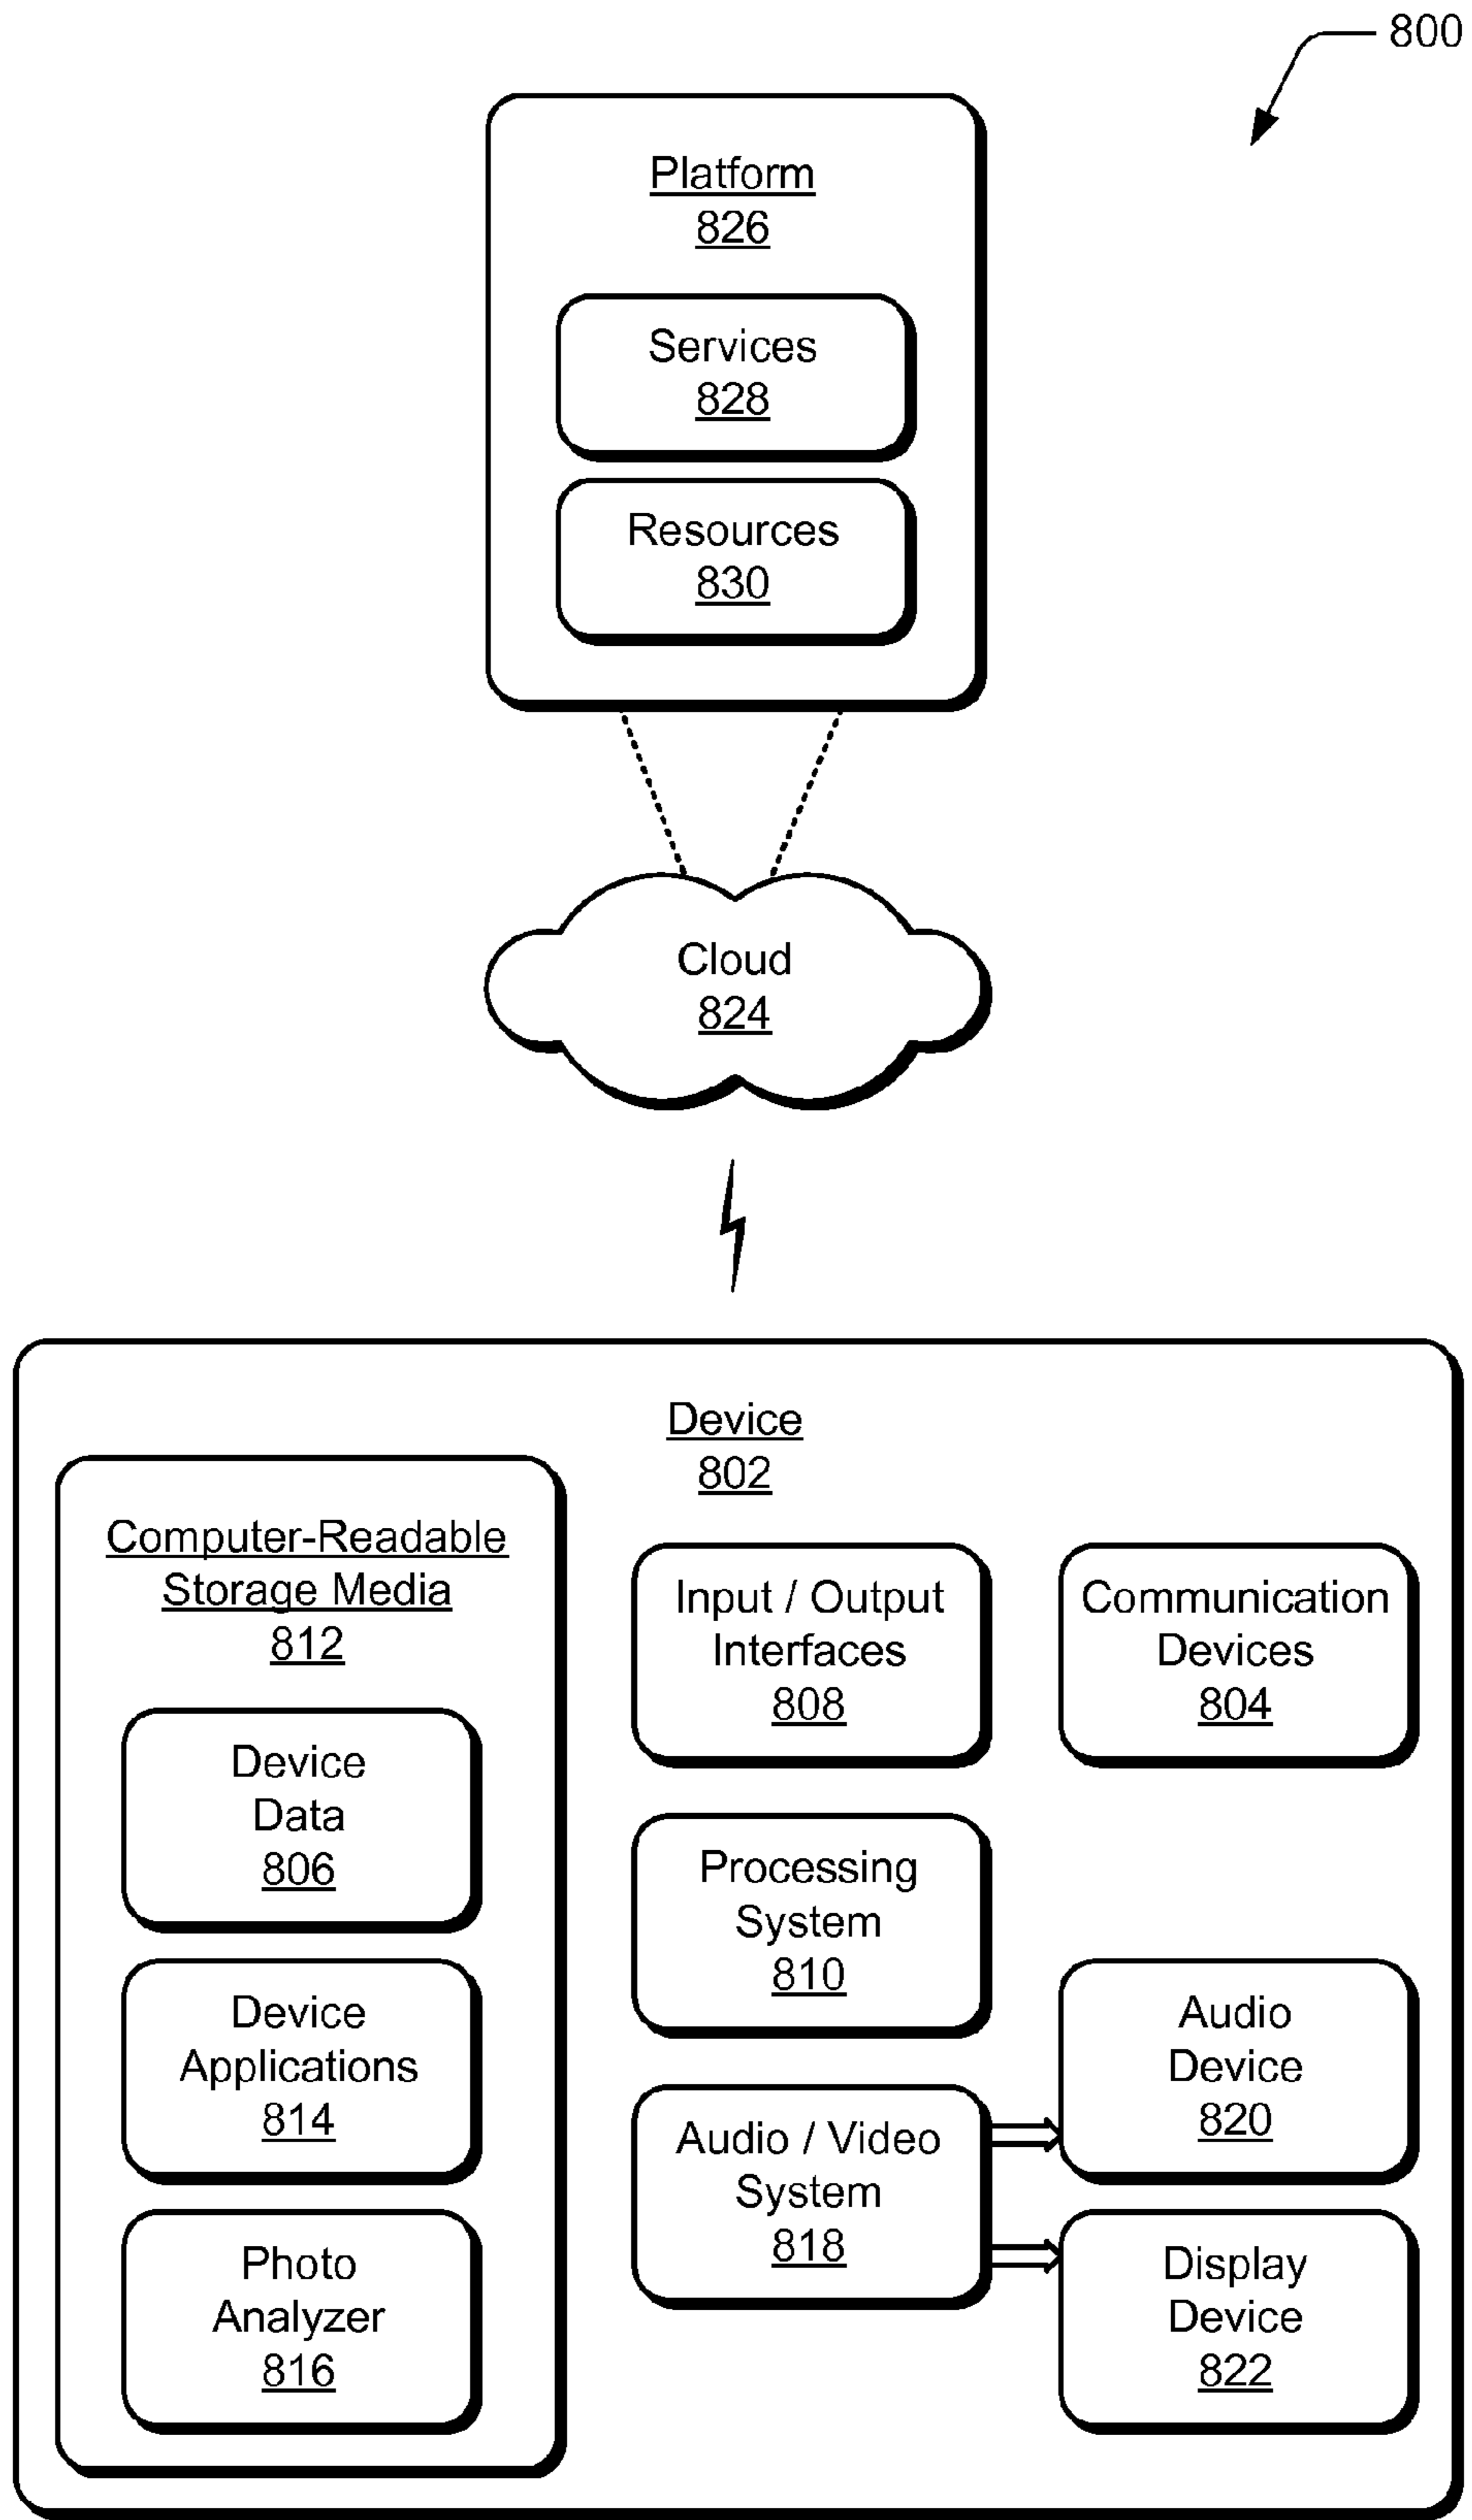 800
Platform
826
Services
828
Resources
830
Cloud
824
Device
802
Computer-Readable
Storage Media
812
Device
Data
806
Device
Applications
814
Photo
Analyzer
816
Input / Output
Interfaces
808
Processing
System
810
Audio / Video
System
818
Communication
Devices
804
Audio
Device
820
Display
Device
822